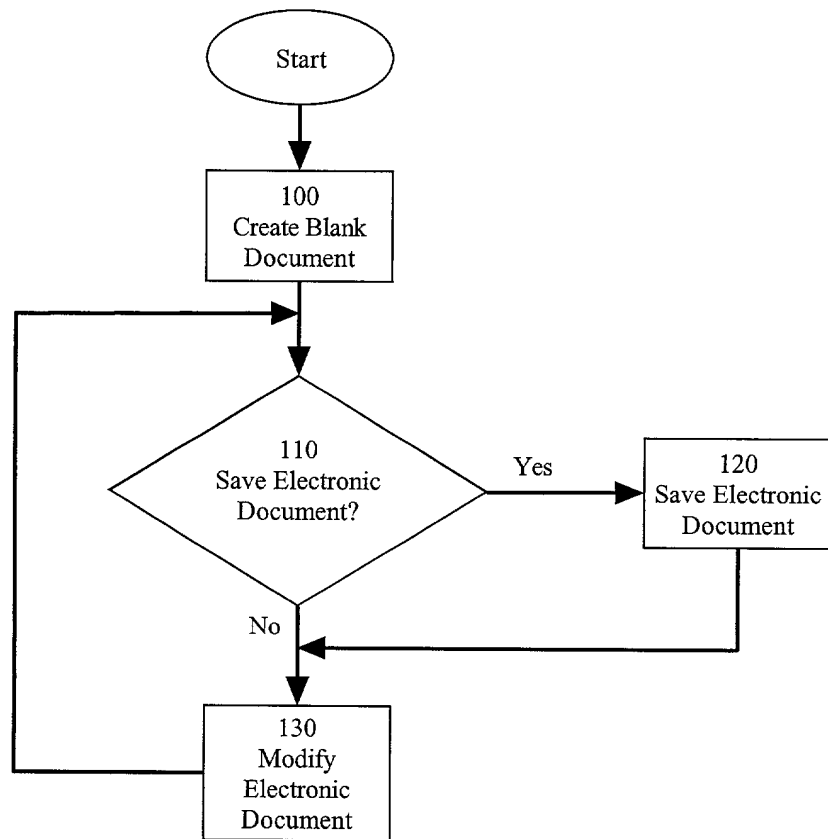 Start
100
Create Blank
Document
110
Save Electronic
Document?
Yes
120
Save Electronic
Document
No
130
Modify
Electronic
Document